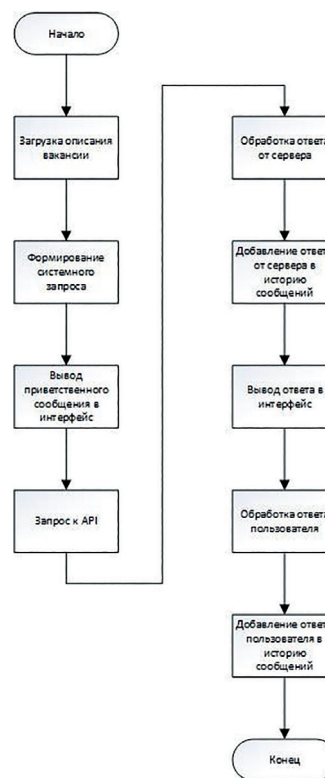 Начало
Загрузка описания
вакансии
Формирование
системного
запроса
Вывод
приветственного
сообщения в
интерфейс
Запрос к API
Обработка ответа
от сервера
Добавление ответа
от сервера в
историю
сообщений
Вывод ответа в
интерфейс
Обработка ответа
пользователя
Добавление ответа
пользователя в
историю
сообщений
Конец